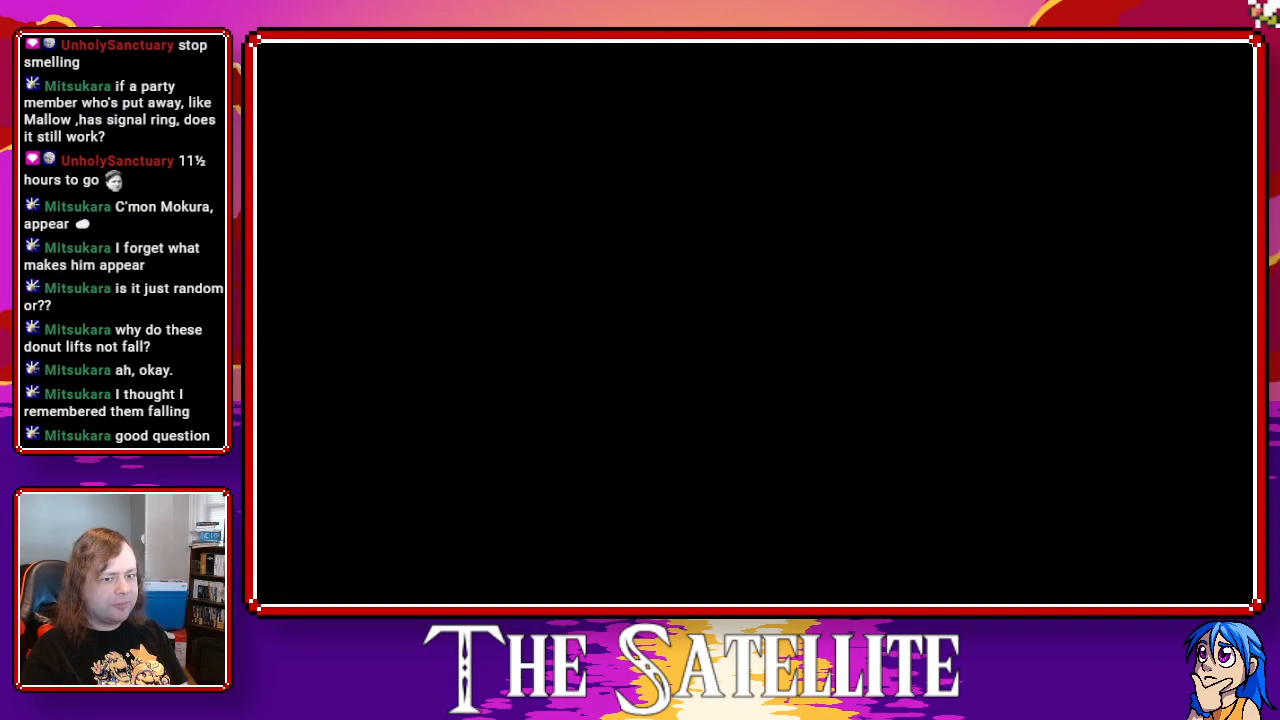 UnholySanctuary stop
smelling
Mitsukara if a party
member who's put away, like
Mallow ,has signal ring, does
it still work?
UnholySanctuary 11½
hours to go
Mitsukara C'mon Mokura,
appear
Mitsukara I forget what
makes him appear
Mitsukara is it just random
or??
Mitsukara why do these
donut lifts not fall?
Mitsukara ah, okay.
Mitsukara I thought I
remembered them falling
Mitsukara good question
THE SATELLITE